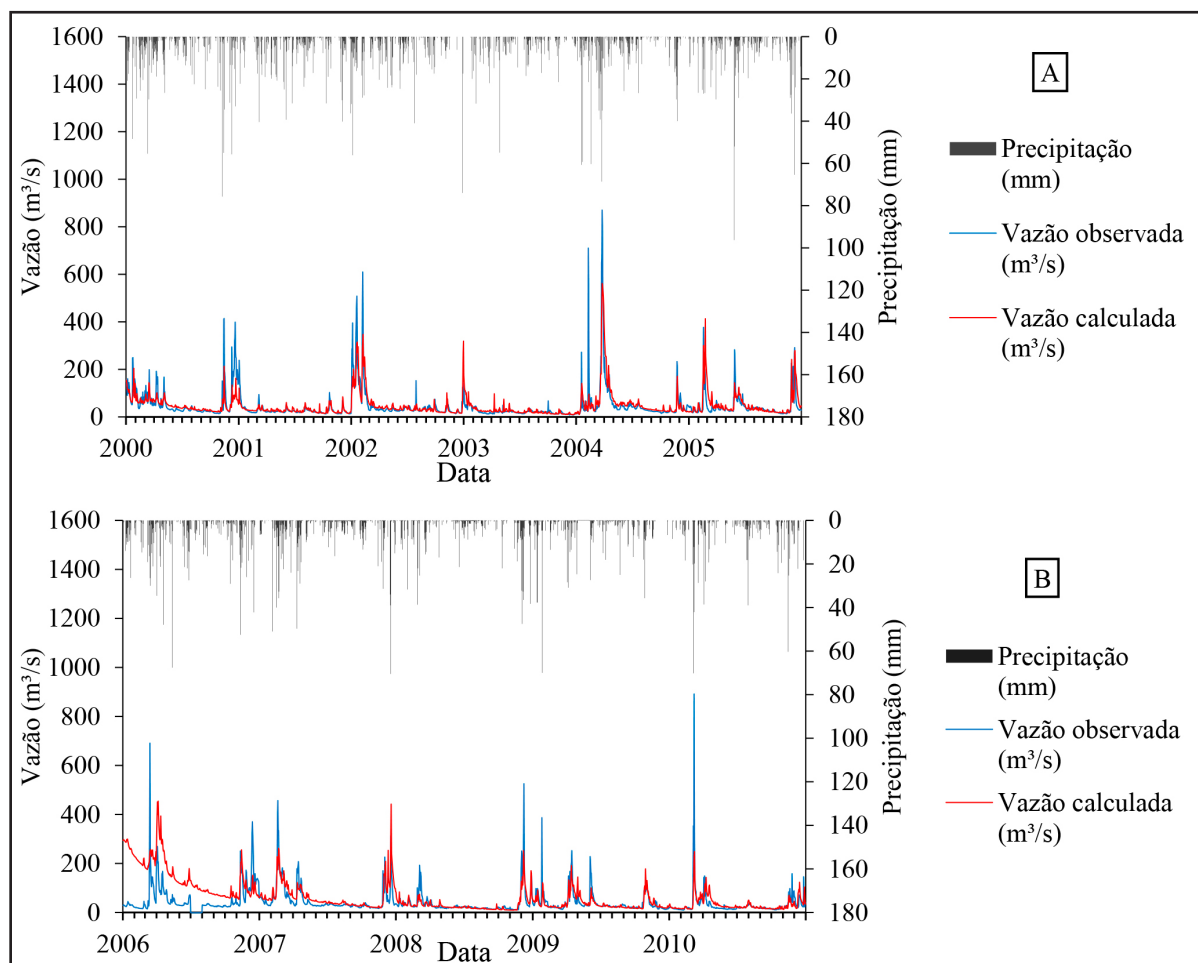 A
1600
1400
1200
1000
800
600
400
200
0
Vazão (m³/s)
0
20
40
60
80
100
120
140
160
180
Precipitação (mm)
2000 2001 2002 2003 2004 2005
Data
Precipitação
(mm)
Vazão observada
(m³/s)
Vazão calculada
(m³/s)
B
1600
1400
1200
1000
800
600
400
200
0
Vazão (m³/s)
0
20
40
60
80
100
120
140
160
180
Precipitação (mm)
2006 2007 2008 2009 2010
Data
Precipitação
(mm)
Vazão observada
(m³/s)
Vazão calculada
(m³/s)